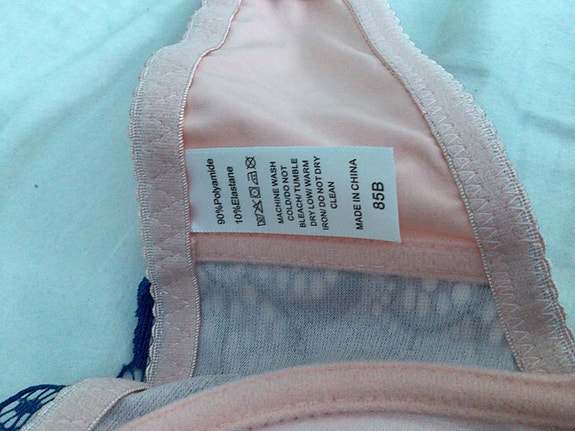 90%Polyamide
10%Elastane
MACHINE WASH
COLD/DO NOT
BLEACH/TUMBLE
DRY LOW/WARM
IRON/DO NOT DRY
CLEAN
MADE IN CHINA
85B